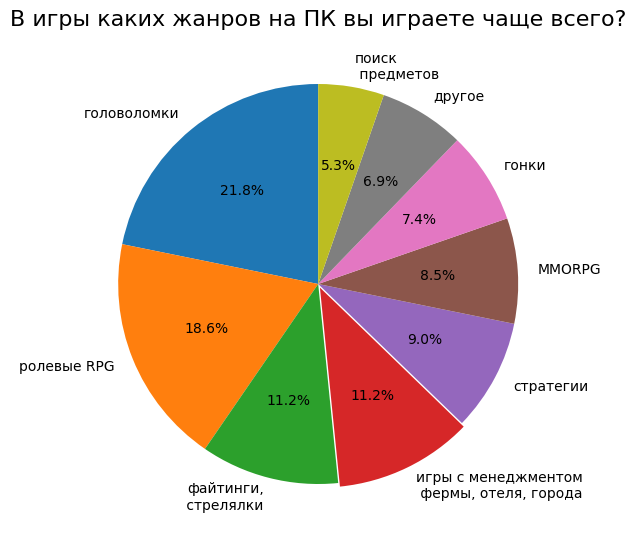 В игры каких жанров на ПК вы играете чаще всего?
поиск
предметов
другое
головоломки
гонки
5.3%
6.9%
21.8%
7.4%
MMORPG
8.5%
18.6%
9.0%
ролевые RPG
стратегии
11.2%
11.2%
файтинги,
стрелялки
игры с менеджментом
фермы, отеля, города